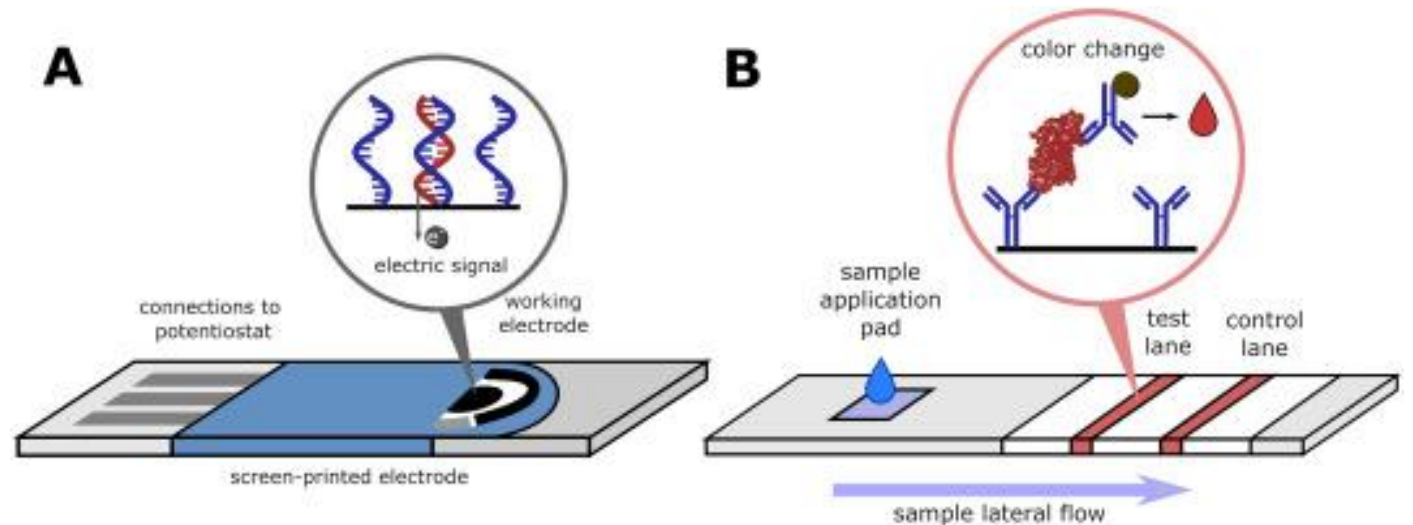 A
electric signal
connections to
potentiostat
working
electrode
screen-printed electrode
B
color change
sample
application
pad
test
lane
control
lane
sample lateral flow